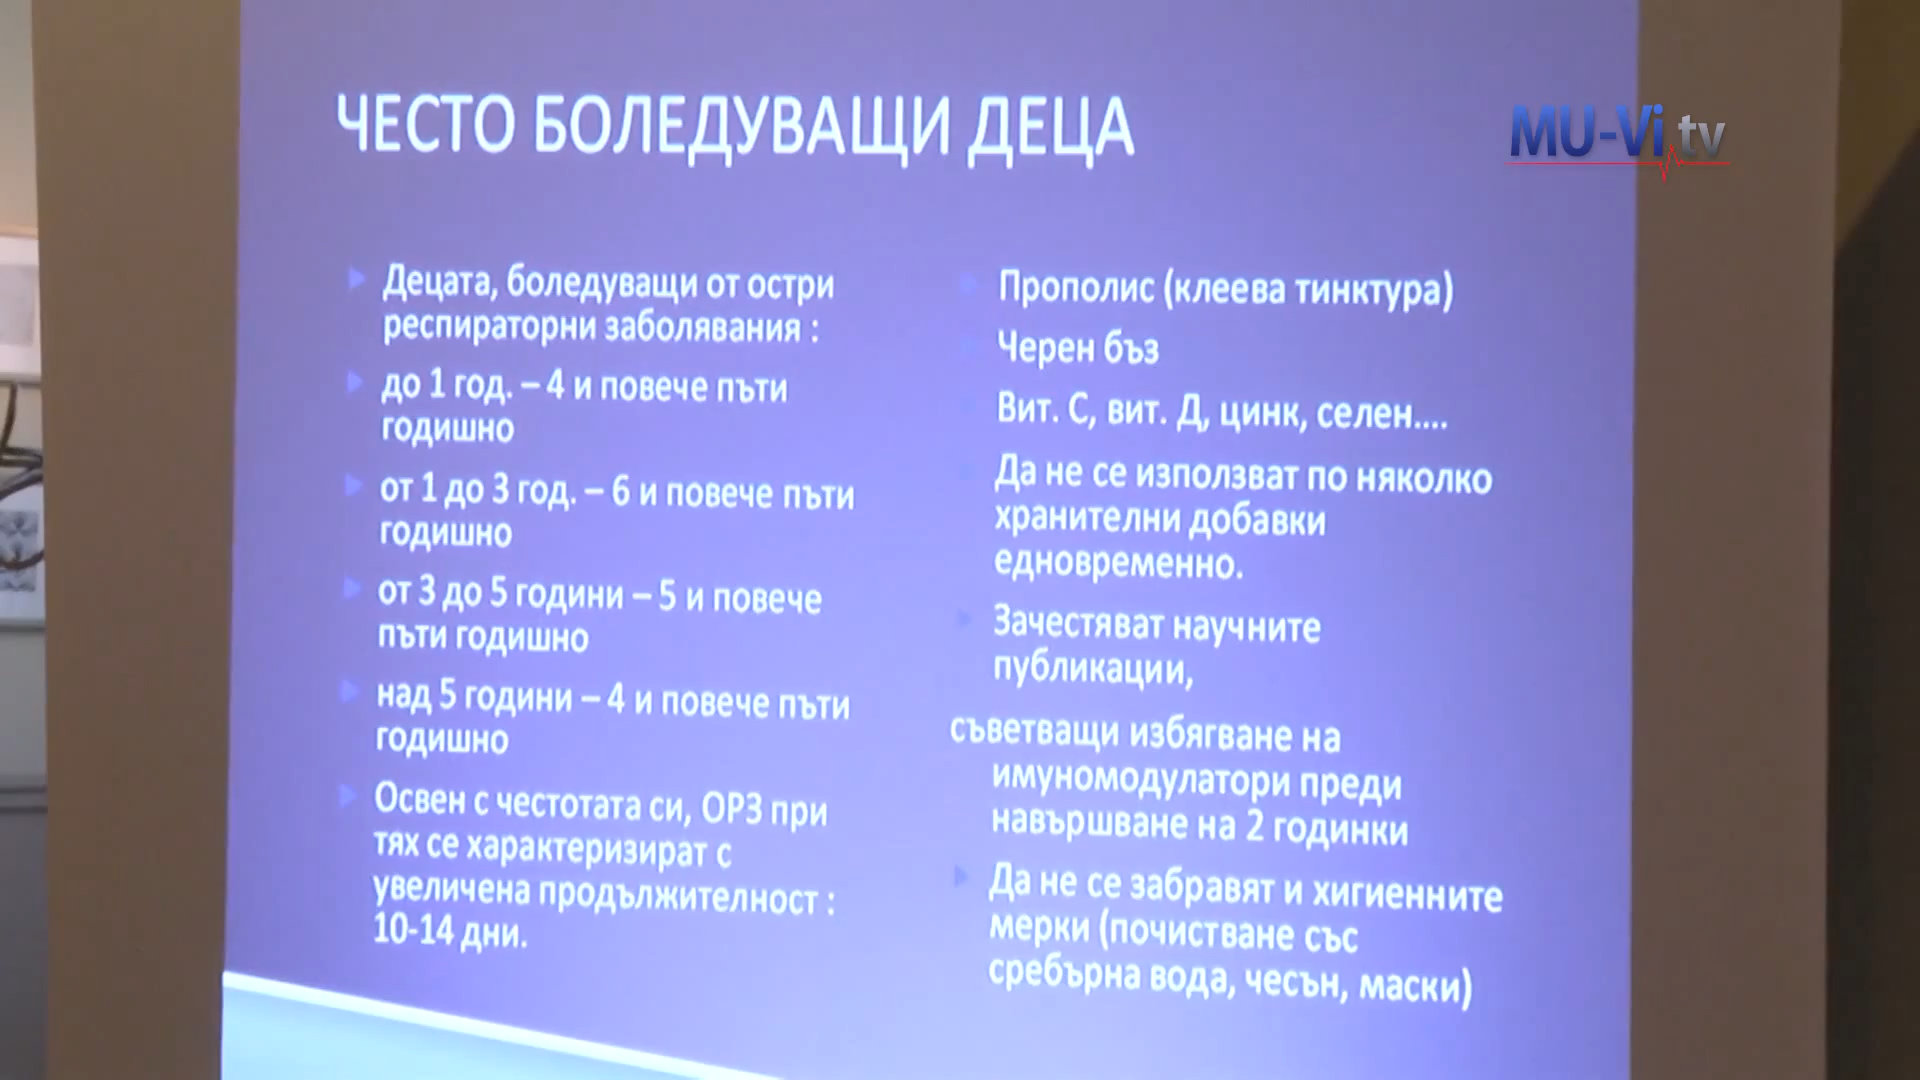 ЧЕСТО БОЛЕДУВАЩИ ДЕЦА
MU-Vi.tv
Децата, боледуващи от остри
респираторни заболявания :
до 1 год. – 4 и повече пъти
годишно
от 1 до 3 год. – 6 и повече пъти
годишно
от 3 до 5 години – 5 и повече
пъти годишно
над 5 години – 4 и повече пъти
годишно
Освен с честотата си, ОРЗ при
тях се характеризират с
увеличена продължителност :
10-14 дни.
Прополис (клеева тинктура)
Черен бъз
Вит. С, вит. Д, цинк, селен....
Да не се използват по няколко
хранителни добавки
едновременно.
Зачестяват научните
публикации,
съветващи избягване на
имуномодулатори преди
навършване на 2 годинки
Да не се забравят и хигиенните
мерки (почистване със
сребърна вода, чесън, маски)